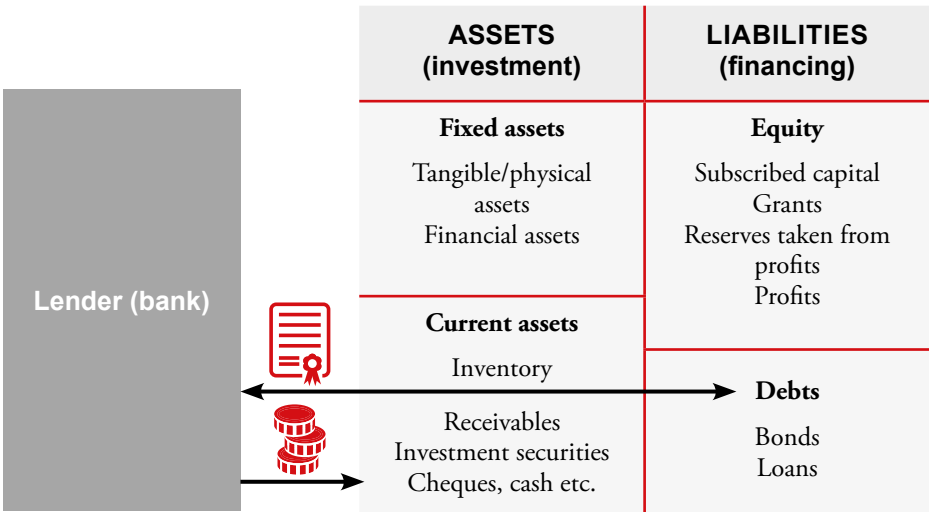 ASSETS
(investment)
LIABILITIES
(financing)
Lender (bank)
Fixed assets
Tangible/physical
assets
Financial assets
Current assets
Inventory
Receivables
Investment securities
Cheques, cash etc.
Equity
Subscribed capital
Grants
Reserves taken from
profits
Profits
Debts
Bonds
Loans